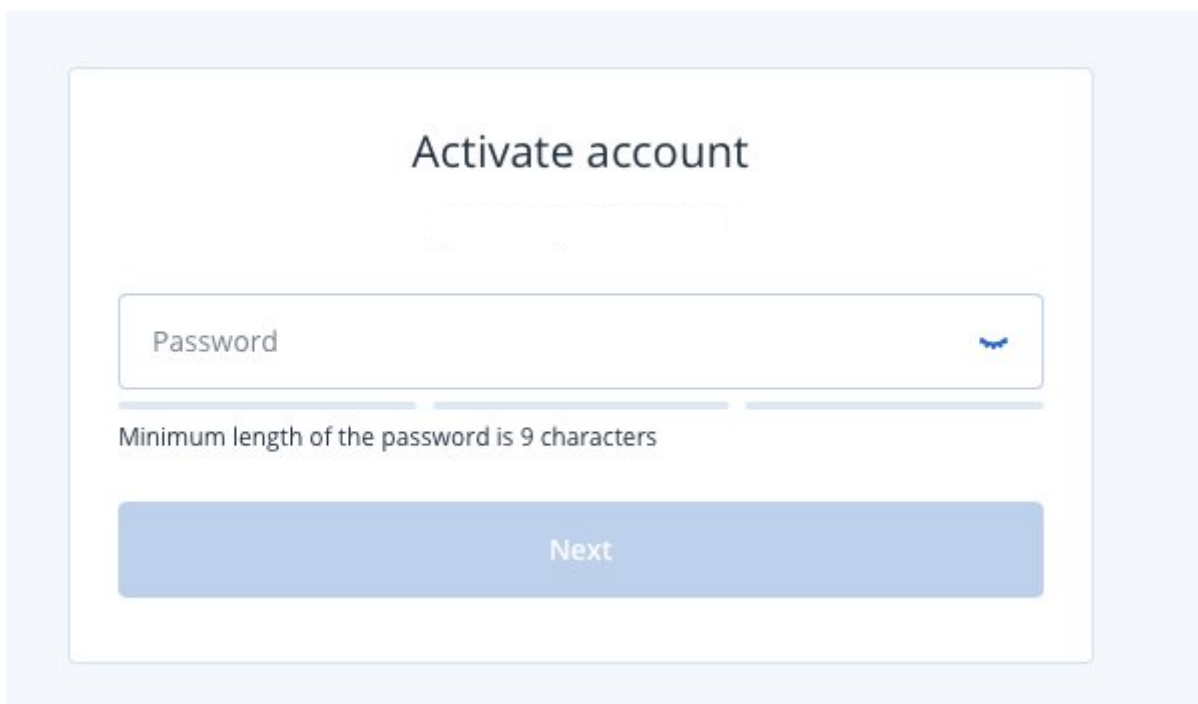 Activate account
Password
Minimum length of the password is 9 characters
Next